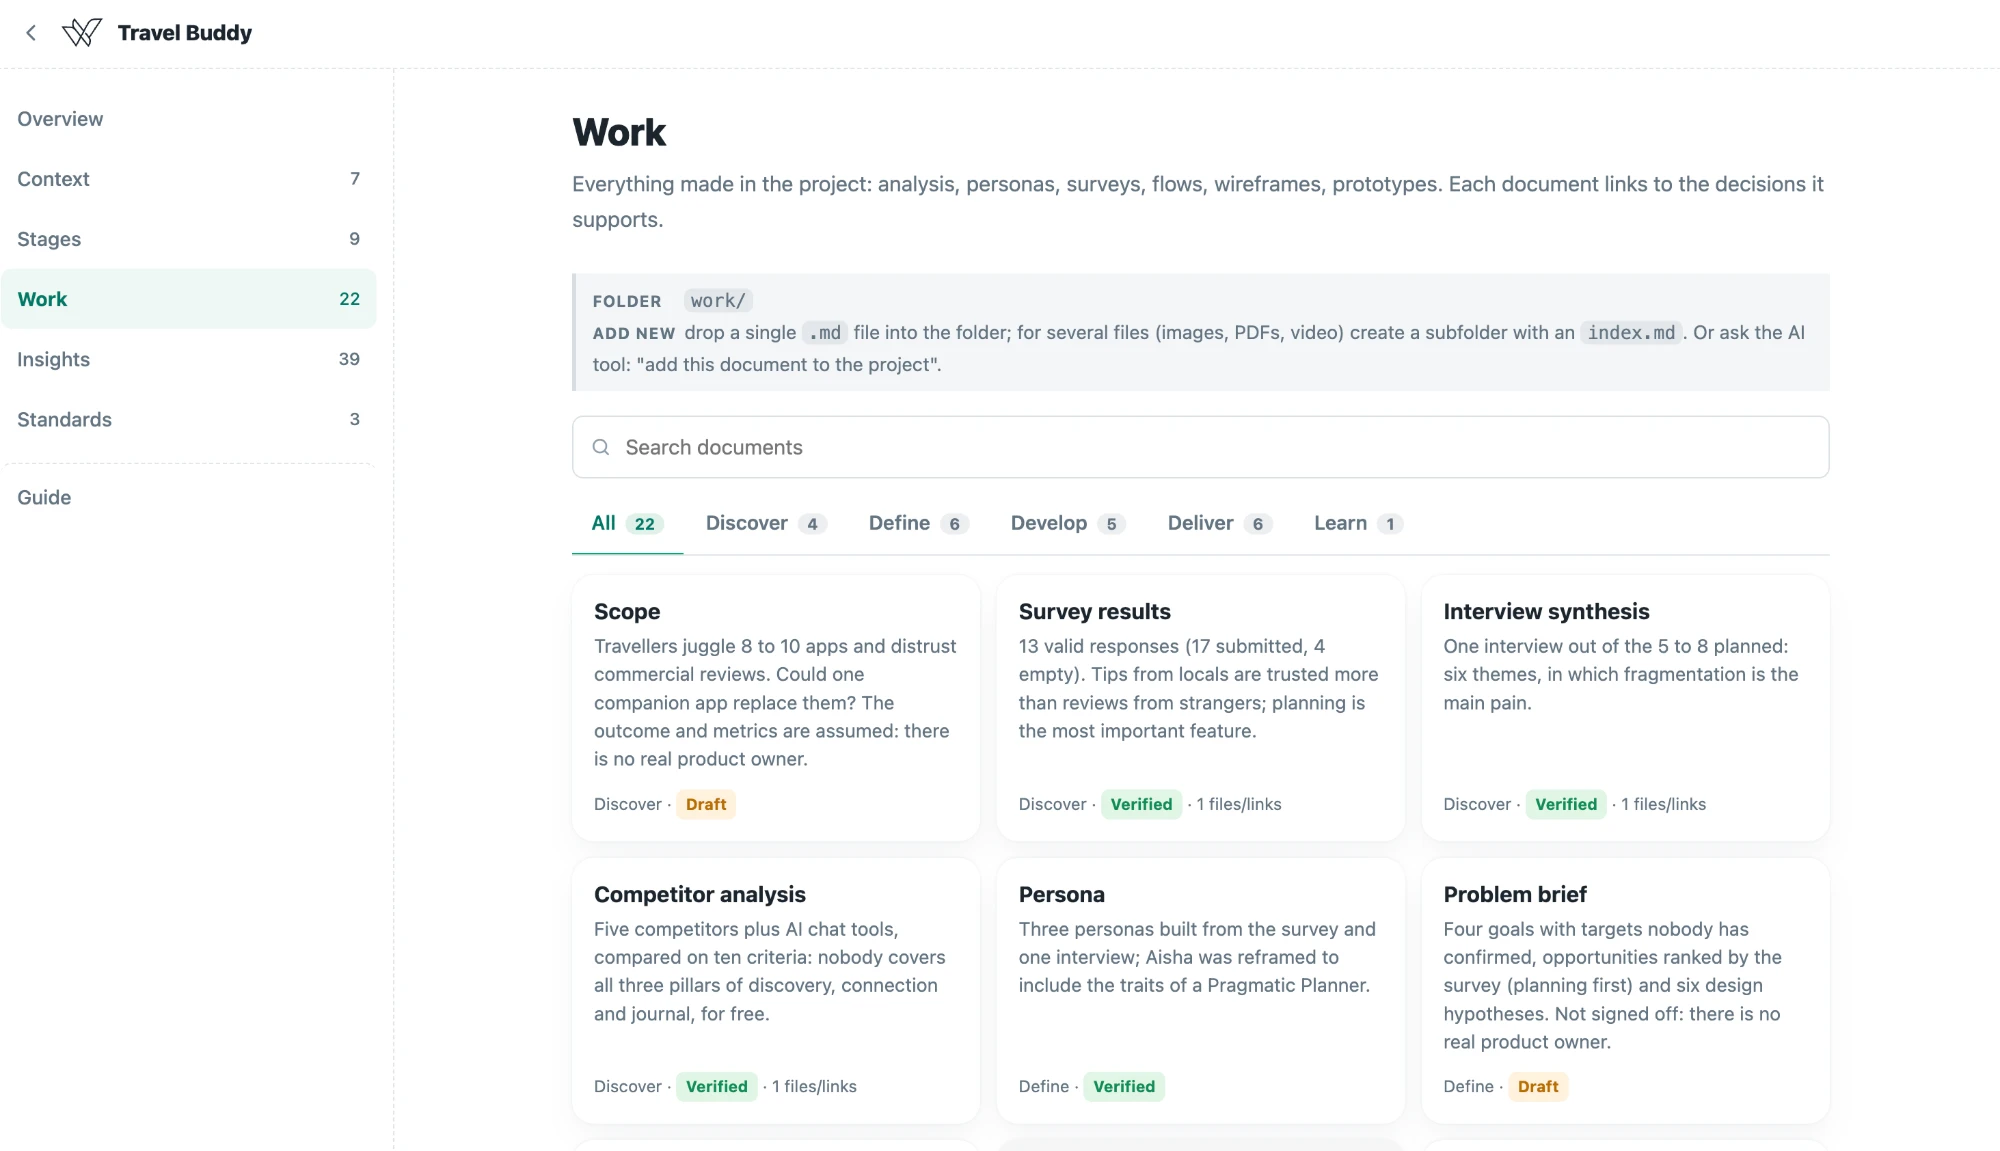 Travel Buddy
Overview
Context 7
Stages 9
Work 22
Insights 39
Standards 3
Guide
Work
Everything made in the project: analysis, personas, surveys, flows, wireframes, prototypes. Each document links to the decisions it
supports.
FOLDER work/
ADD NEW drop a single .md file into the folder; for several files (images, PDFs, video) create a subfolder with an index.md. Or ask the AI
tool: "add this document to the project".
Search documents
All 22 Discover 4 Define 6 Develop 5 Deliver 6 Learn 1
Scope
Travellers juggle 8 to 10 apps and distrust
commercial reviews. Could one
companion app replace them? The
outcome and metrics are assumed: there
is no real product owner.
Discover · Draft
Survey results
13 valid responses (17 submitted, 4
empty). Tips from locals are trusted more
than reviews from strangers; planning is
the most important feature.
Discover · Verified · 1 files/links
Interview synthesis
One interview out of the 5 to 8 planned:
six themes, in which fragmentation is the
main pain.
Discover · Verified · 1 files/links
Competitor analysis
Five competitors plus AI chat tools,
compared on ten criteria: nobody covers
all three pillars of discovery, connection
and journal, for free.
Discover · Verified · 1 files/links
Persona
Three personas built from the survey and
one interview; Aisha was reframed to
include the traits of a Pragmatic Planner.
Define · Verified
Problem brief
Four goals with targets nobody has
confirmed, opportunities ranked by the
survey (planning first) and six design
hypotheses. Not signed off: there is no
real product owner.
Define · Draft